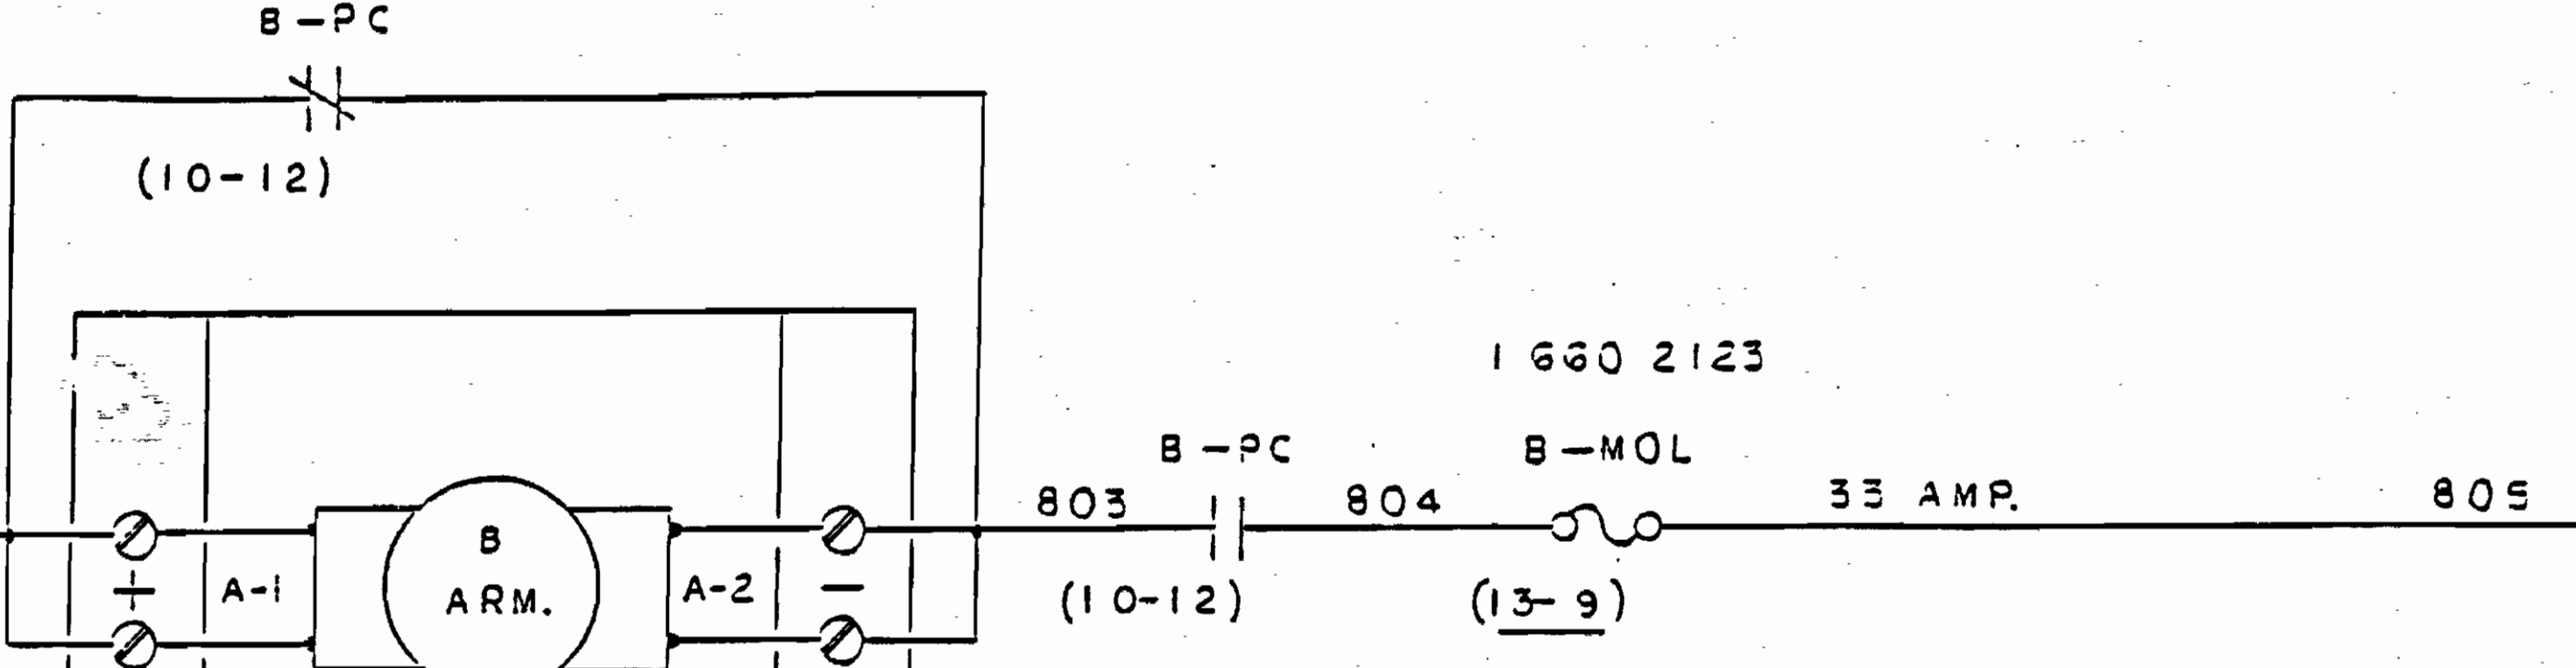 B-PC
(10-12)
1 660 2123
B-PC
B-MOL
803
804
33 AMP.
805
B
ARM.
+
A-1
A-2
-
(10-12)
(13-9)